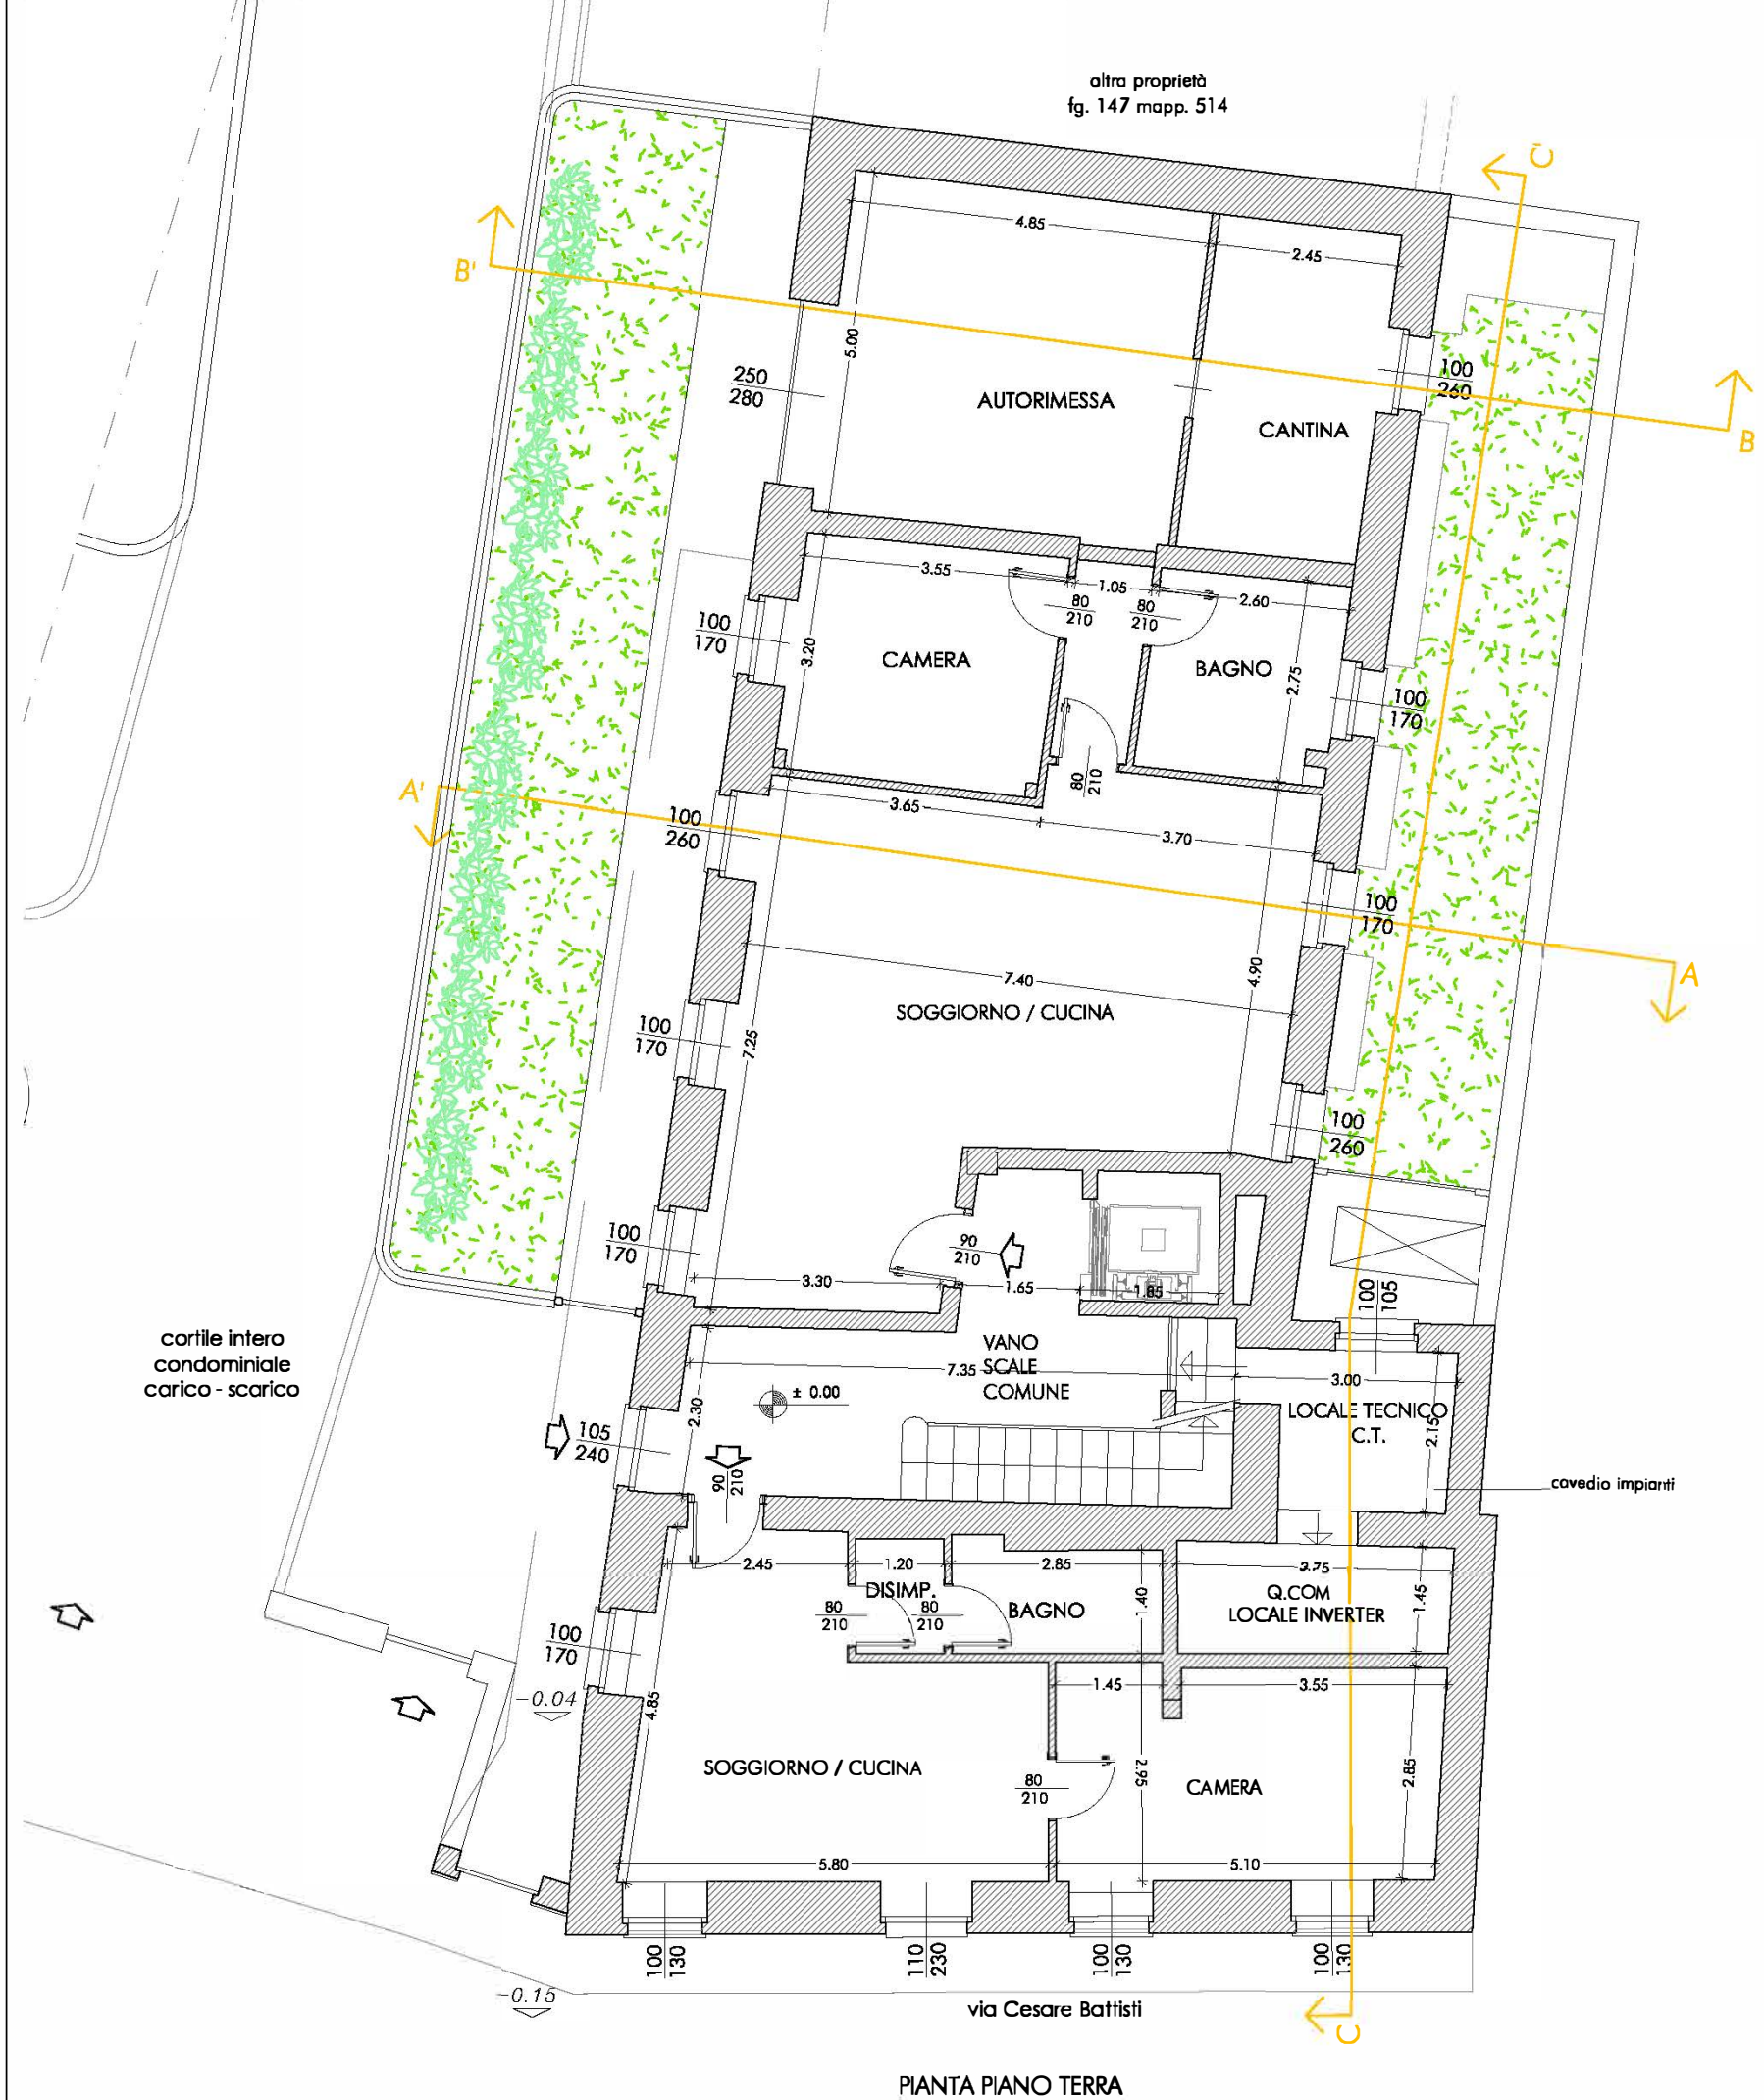 altra proprietà
fg. 147 mapp. 514
C'
B'
4.85
2.45
5.00
250
280
AUTORIMESSA
CANTINA
100
260
B
3.55
1.05
2.60
80
210
80
210
100
170
3.20
CAMERA
BAGNO
2.75
100
170
80
210
A'
3.65
3.70
100
260
100
170
A
7.40
4.90
SOGGIORNO / CUCINA
100
170
7.25
100
260
100
170
90
210
3.30
1.65
1.85
100
105
cortile intero
condominiale
carico - scarico
VANO
SCALE
COMUNE
7.35
± 0.00
3.00
LOCALE TECNICO
C.T.
2.15
2.30
105
240
90
210
cavedio impianti
2.45
1.20
2.85
3.75
DISIMP.
80
210
80
210
BAGNO
1.40
Q.COM
LOCALE INVERTER
1.45
100
170
-0.04
4.85
1.45
3.55
SOGGIORNO / CUCINA
80
210
2.95
CAMERA
2.85
5.80
5.10
100
130
110
230
100
130
100
130
-0.15
via Cesare Battisti
C
PIANTA PIANO TERRA